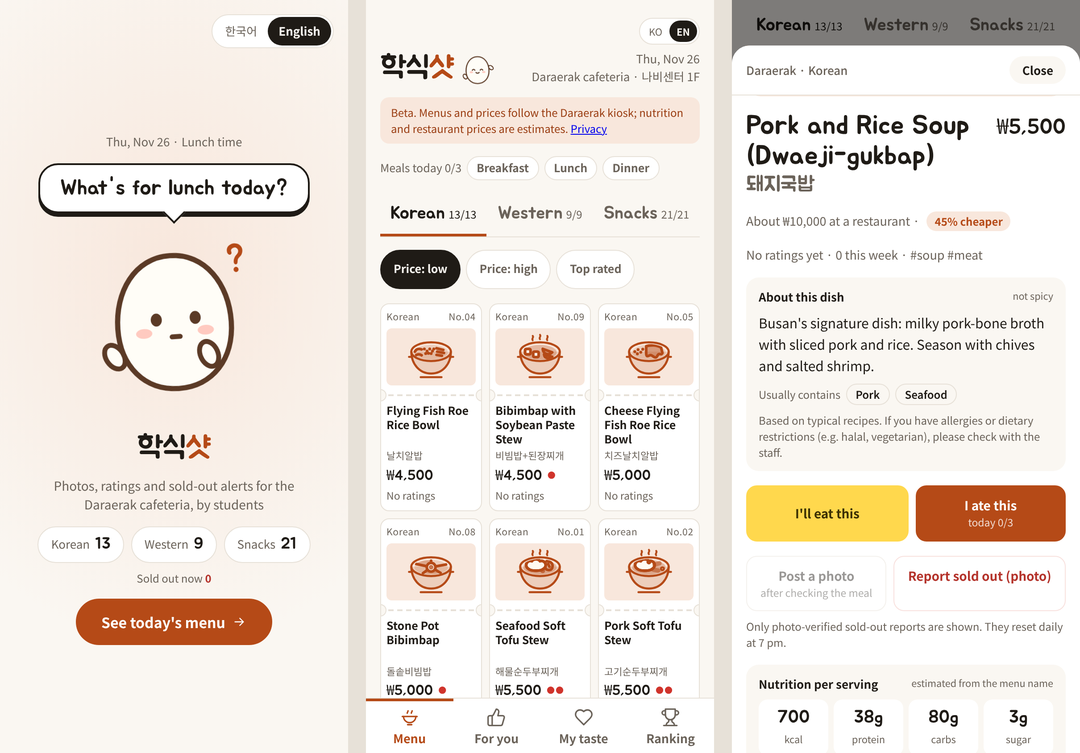 한국어 English
Thu, Nov 26 · Lunch time
What's for lunch today?
?
학식샷
Photos, ratings and sold-out alerts for the
Daraerak cafeteria, by students
Korean 13 Western 9 Snacks 21
Sold out now 0
See today's menu →
KO EN
학식샷
Thu, Nov 26
Daraerak cafeteria · 나비센터 1F
Beta. Menus and prices follow the Daraerak kiosk; nutrition
and restaurant prices are estimates. Privacy
Meals today 0/3 Breakfast Lunch Dinner
Korean 13/13 Western 9/9 Snacks 21/21
Price: low Price: high Top rated
Korean No.04
Flying Fish Roe
Rice Bowl
날치알밥
₩4,500
No ratings
Korean No.09
Bibimbap with
Soybean Paste
Stew
비빔밥+된장찌개
₩4,500
No ratings
Korean No.05
Cheese Flying
Fish Roe Rice
Bowl
치즈날치알밥
₩5,000
No ratings
Korean No.08
Stone Pot
Bibimbap
돌솥비빔밥
₩5,000
Korean No.01
Seafood Soft
Tofu Stew
해물순두부찌개
₩5,500
Korean No.02
Pork Soft Tofu
Stew
고기순두부찌개
₩5,500
Menu For you My taste Ranking
Korean 13/13 Western 9/9 Snacks 21/21
Daraerak · Korean Close
Pork and Rice Soup ₩5,500
(Dwaeji-gukbap)
돼지국밥
About ₩10,000 at a restaurant · 45% cheaper
No ratings yet · 0 this week · #soup #meat
About this dish not spicy
Busan's signature dish: milky pork-bone broth
with sliced pork and rice. Season with chives
and salted shrimp.
Usually contains Pork Seafood
Based on typical recipes. If you have allergies or dietary
restrictions (e.g. halal, vegetarian), please check with the
staff.
I'll eat this
I ate this
today 0/3
Post a photo
after checking the meal
Report sold out (photo)
Only photo-verified sold-out reports are shown. They reset daily
at 7 pm.
Nutrition per serving estimated from the menu name
700 38g 80g 3g
kcal protein carbs sugar